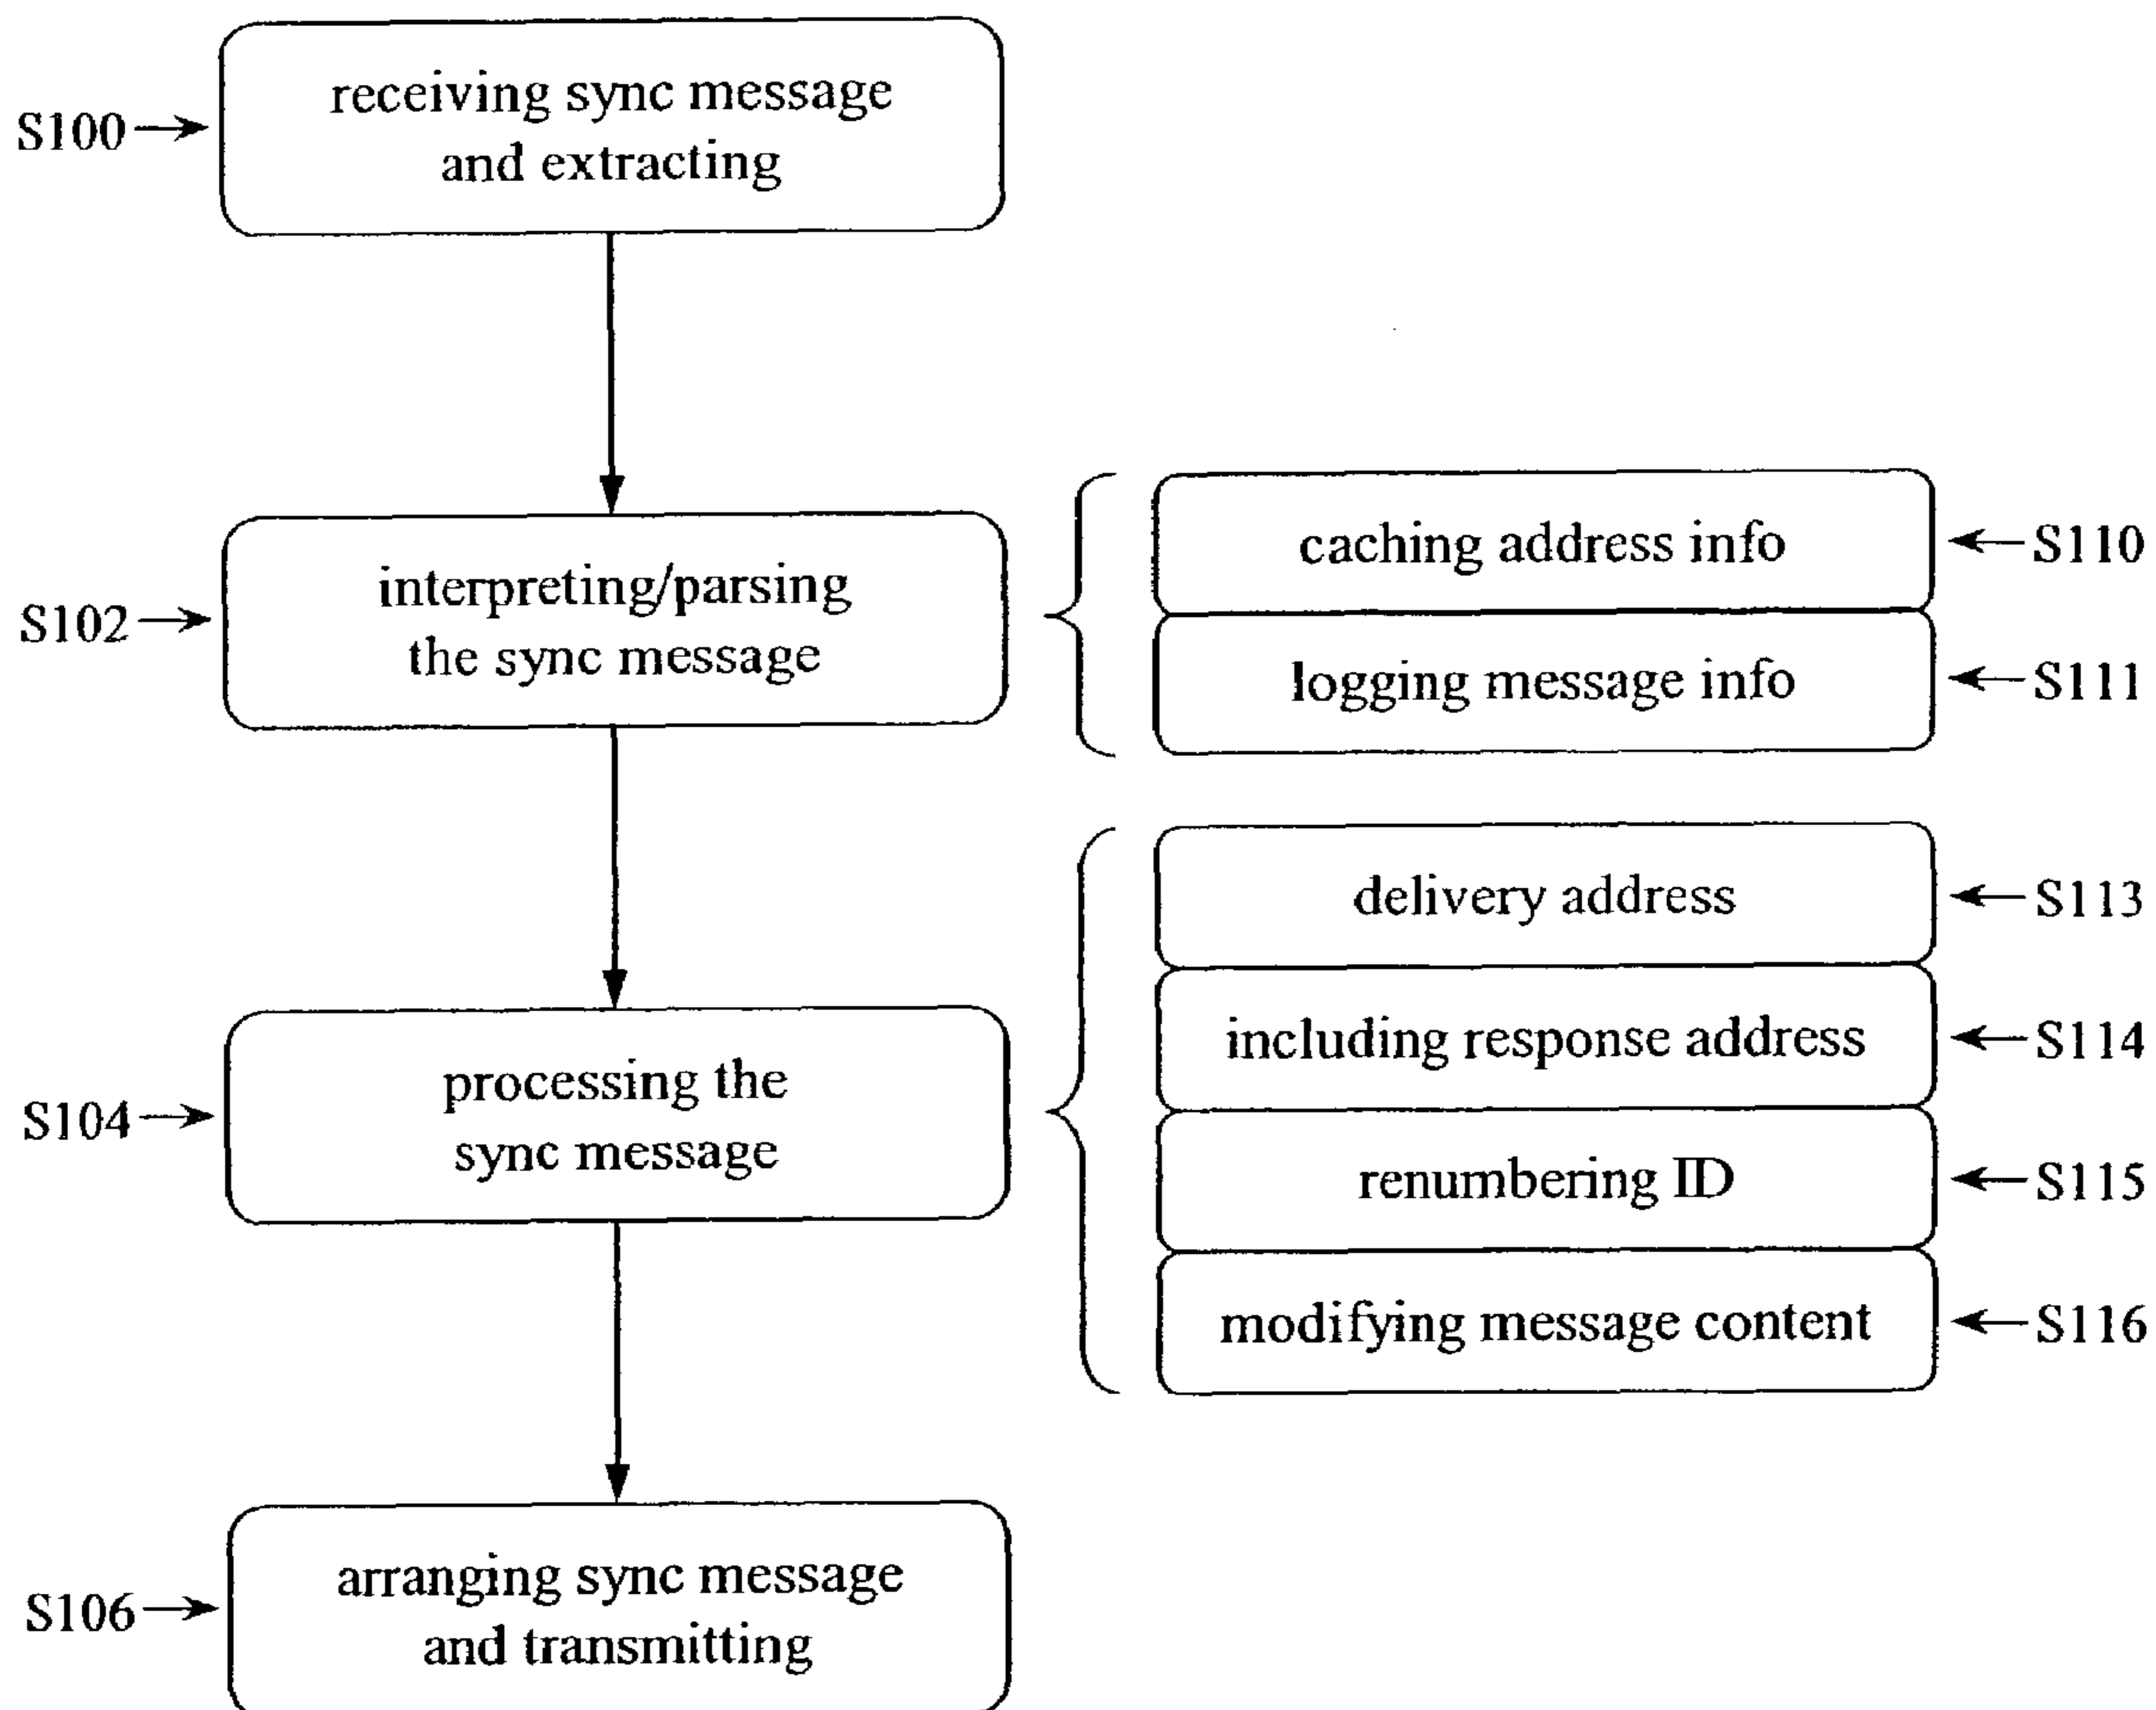 S100
receiving sync message
and extracting
S102
interpreting/parsing
the sync message
caching address info
S110
logging message info
S111
S104
processing the
sync message
delivery address
S113
including response address
S114
renumbering ID
S115
modifying message content
S116
S106
arranging sync message
and transmitting